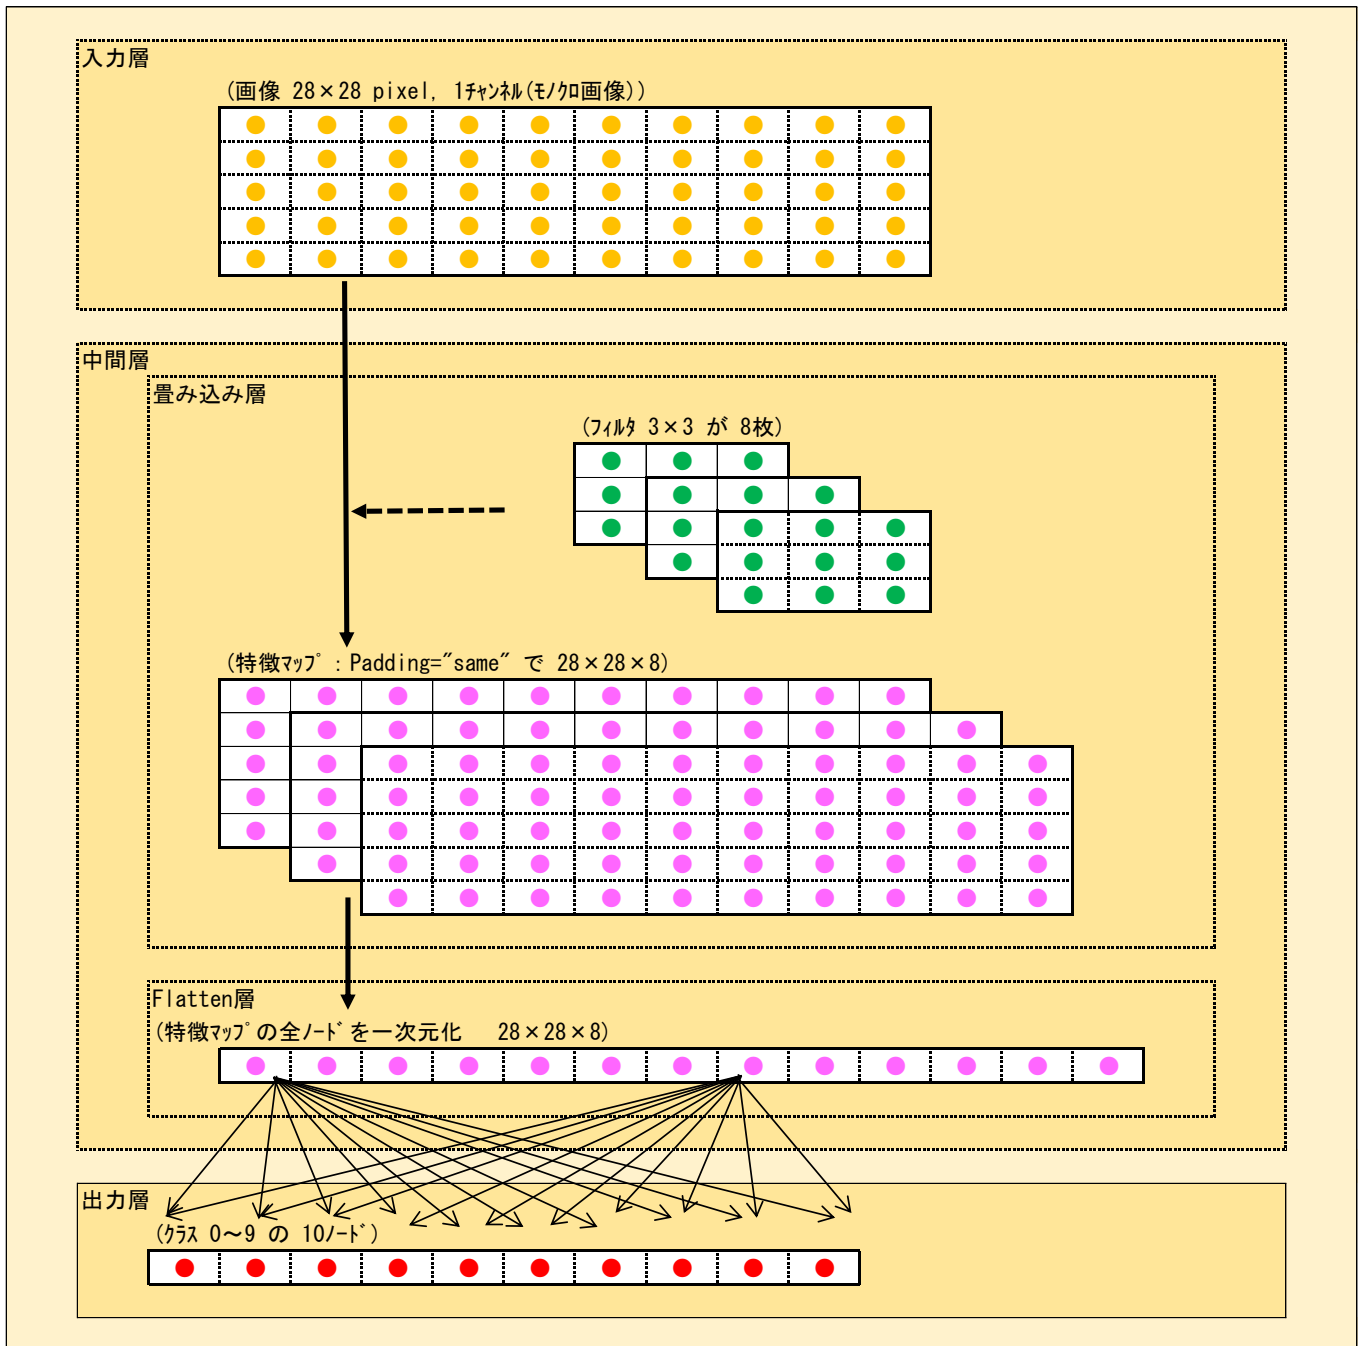 入力層
(画像 28×28 pixel, 1ﾁｬﾝﾈﾙ(ﾓﾉｸﾛ画像))
中間層
畳み込み層
(ﾌｨﾙﾀ 3×3 が 8枚)
(特徴ﾏｯﾌﾟ：Padding="same" で 28×28×8)
Flatten層
(特徴ﾏｯﾌﾟの全ﾉｰﾄﾞを一次元化　28×28×8)
出力層
(ｸﾗｽ 0～9 の 10ﾉｰﾄﾞ)